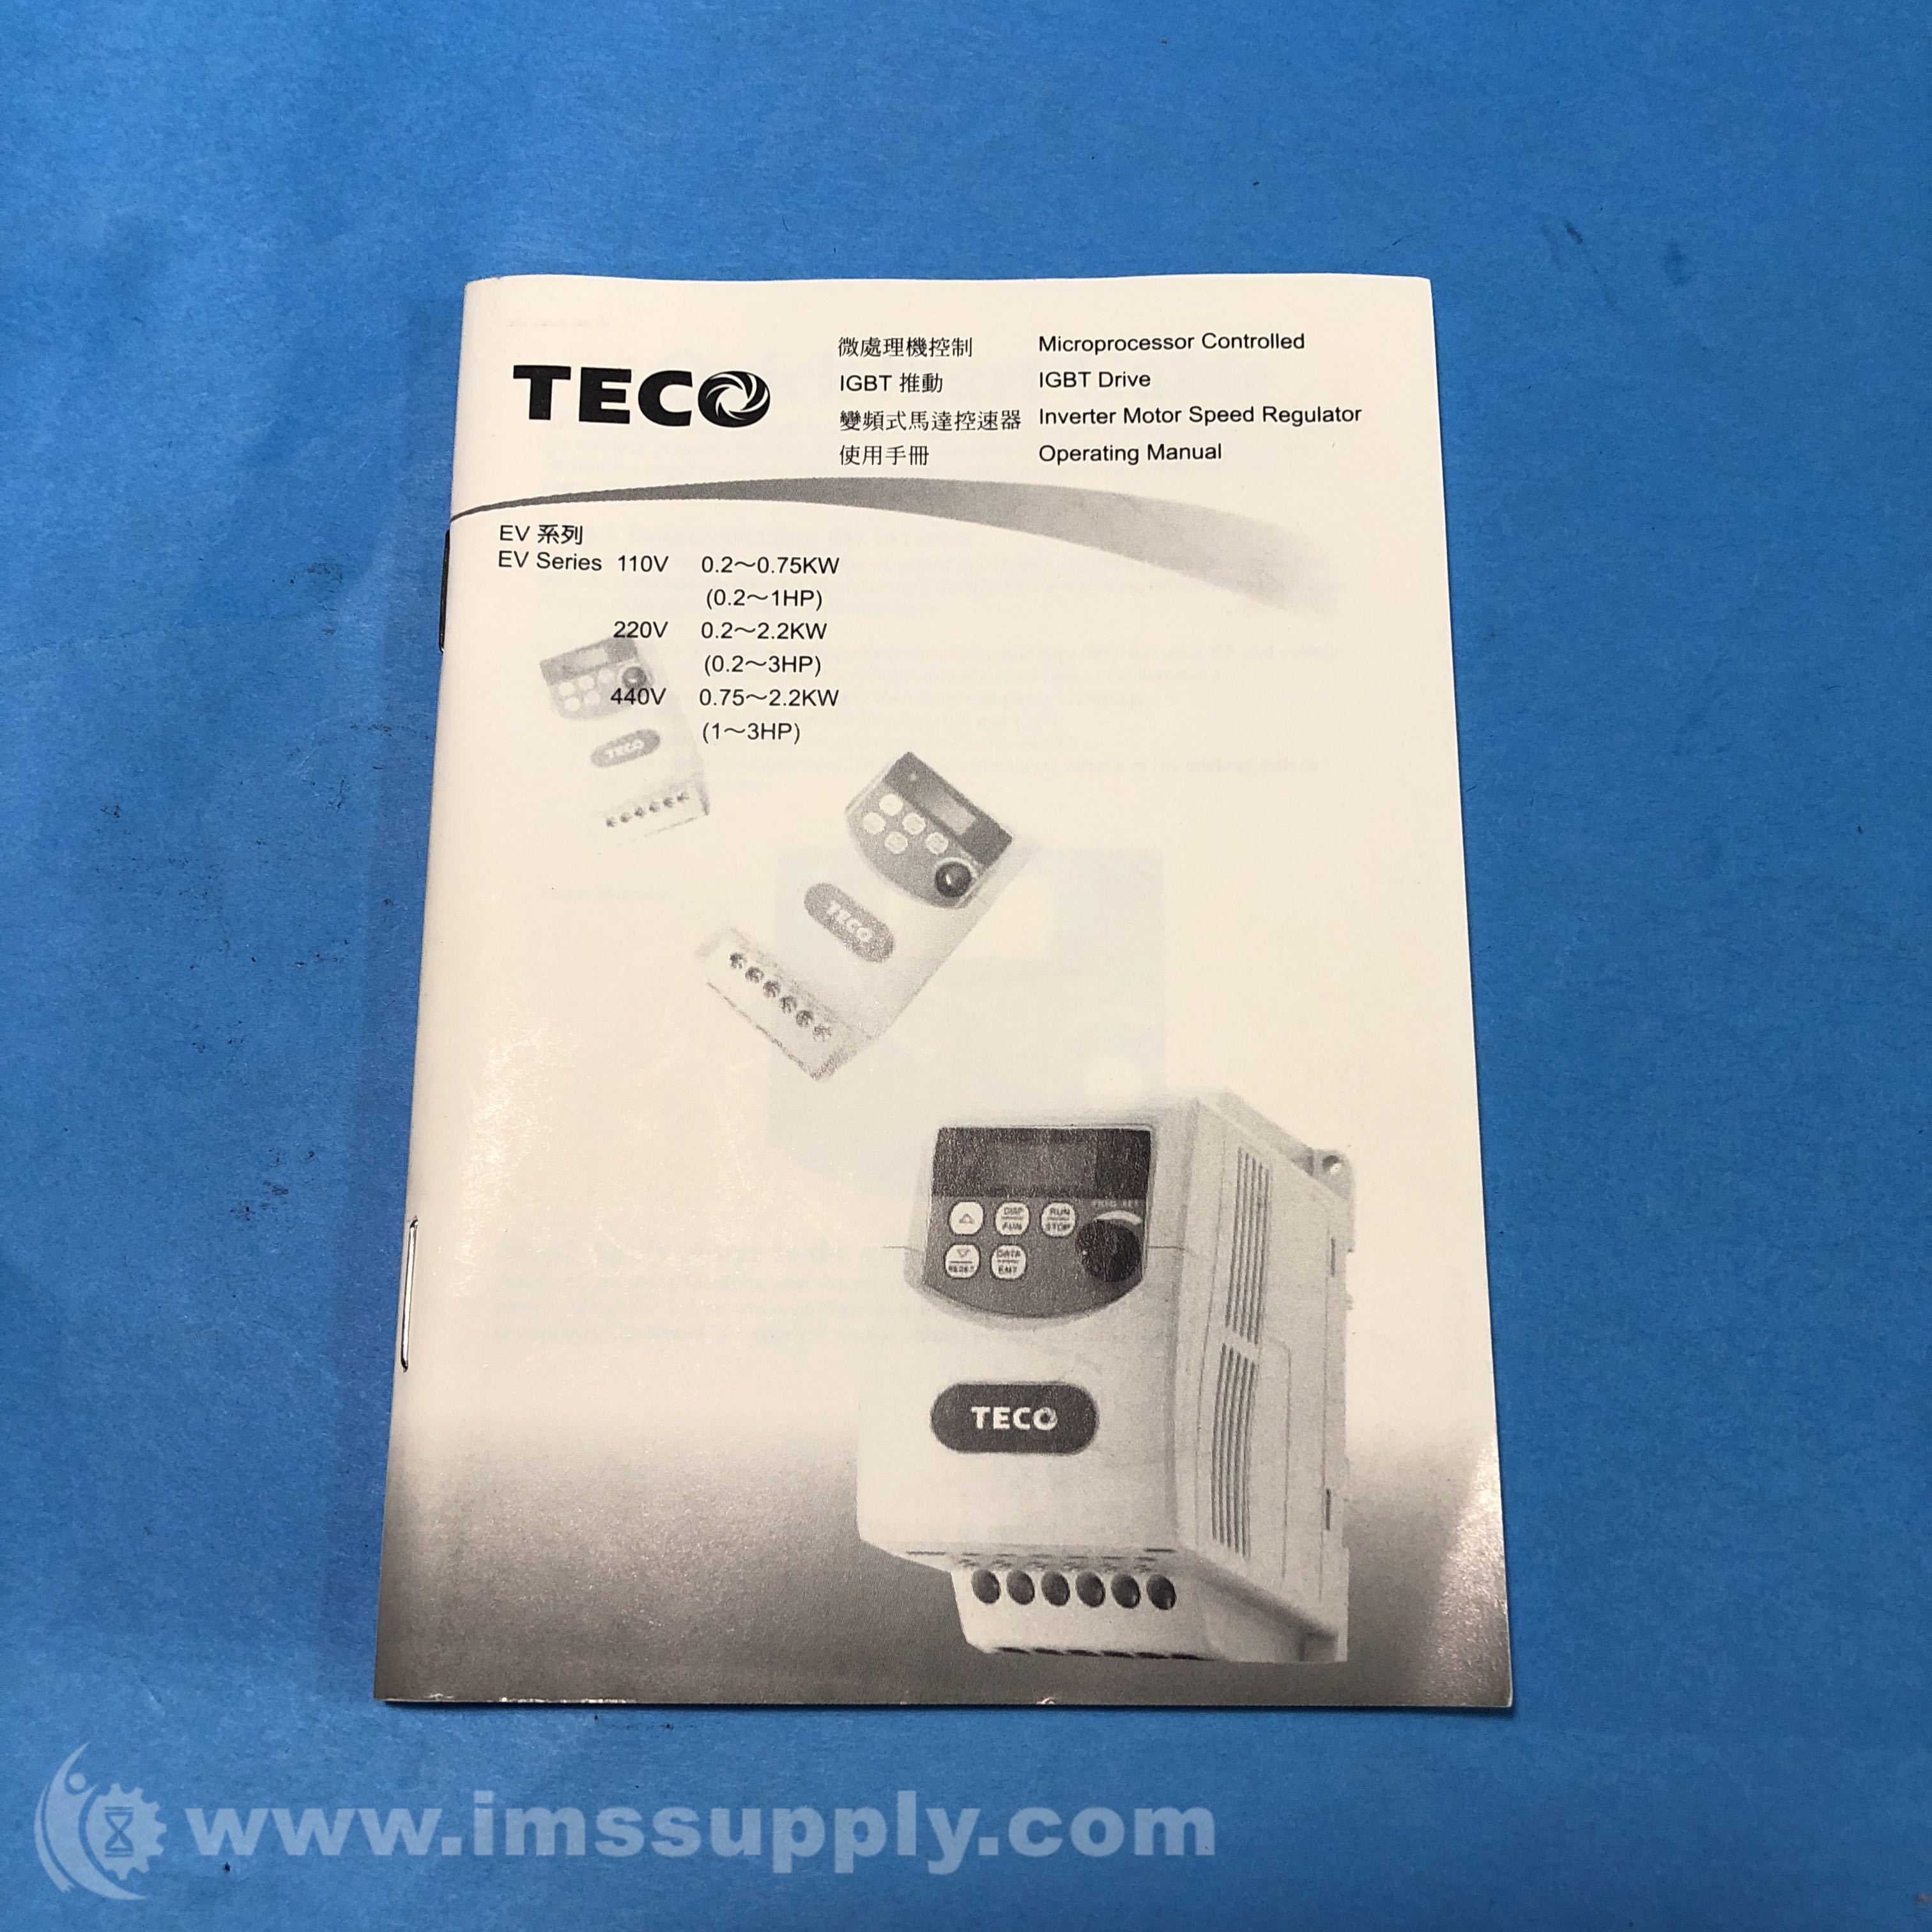 TECO
微處理機控制 Microprocessor Controlled
IGBT 推動 IGBT Drive
變頻式馬達控速器 Inverter Motor Speed Regulator
使用手冊 Operating Manual
EV 系列
EV Series 110V 0.2～0.75KW
(0.2～1HP)
220V 0.2～2.2KW
(0.2～3HP)
440V 0.75～2.2KW
(1～3HP)
TECO
TECO
DISP RUN
FUN STOP
DATA
RESET ENT
TECO
www.imssupply.com